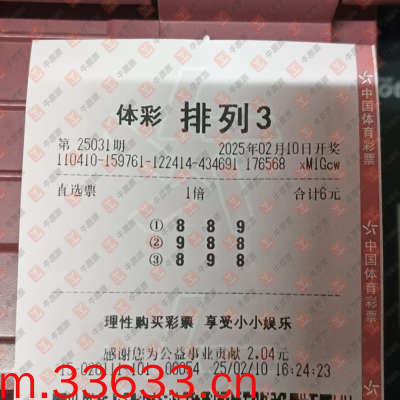 体彩 排列3
第 25031期 2025年02月10日开奖
110410-159761-122414-434691 176568 xM1Gcw
直选票 1倍 合计6元
① 8 8 9
② 9 8 8
③ 8 9 8
理性购买彩票 享受小小娱乐
感谢您为公益事业贡献 2.04元
25/02/10 16:24:23
m.33633.cn
中国体育彩票
中国体育彩票